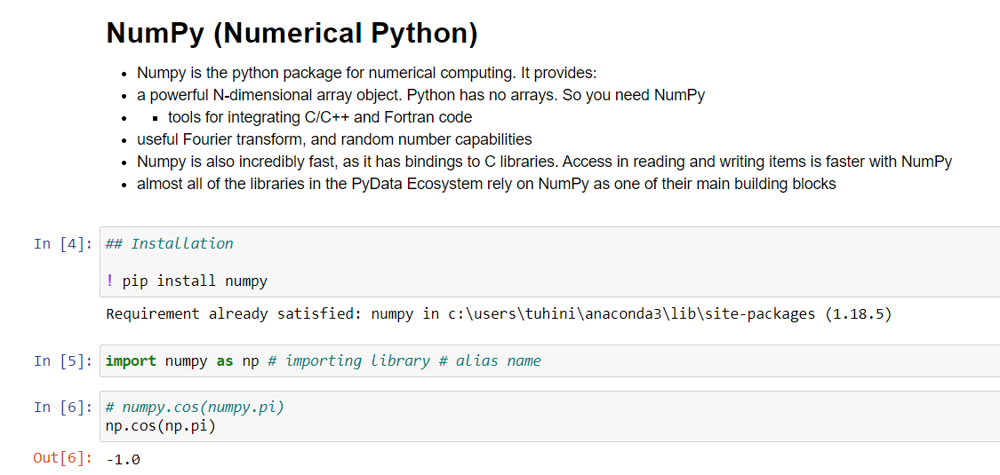 NumPy (Numerical Python)
• Numpy is the python package for numerical computing. It provides:
• a powerful N-dimensional array object. Python has no arrays. So you need NumPy
• ▪ tools for integrating C/C++ and Fortran code
• useful Fourier transform, and random number capabilities
• Numpy is also incredibly fast, as it has bindings to C libraries. Access in reading and writing items is faster with NumPy
• almost all of the libraries in the PyData Ecosystem rely on NumPy as one of their main building blocks
In [4]: ## Installation
! pip install numpy
Requirement already satisfied: numpy in c:\users\tuhini\anaconda3\lib\site-packages (1.18.5)
In [5]: import numpy as np # importing library # alias name
In [6]: # numpy.cos(numpy.pi)
np.cos(np.pi)
Out[6]: -1.0